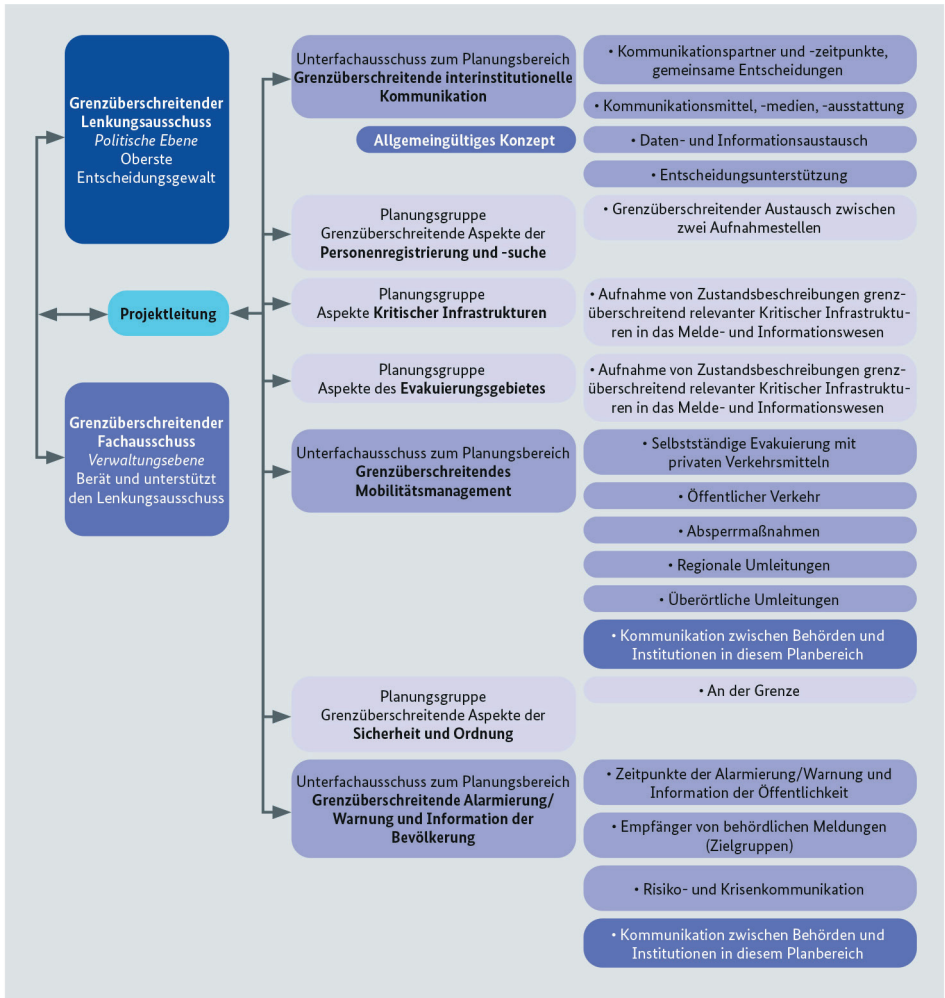 Grenzüberschreitender
Lenkungsausschuss
Politische Ebene
Oberste
Entscheidungsgewalt
Projektleitung
Grenzüberschreitender
Fachausschuss
Verwaltungsebene
Berät und unterstützt
den Lenkungsausschuss
Unterfachausschuss zum Planungsbereich
Grenzüberschreitende interinstitutionelle
Kommunikation
Allgemeingültiges Konzept
• Kommunikationspartner und -zeitpunkte,
gemeinsame Entscheidungen
• Kommunikationsmittel, -medien, -ausstattung
• Daten- und Informationsaustausch
• Entscheidungsunterstützung
Planungsgruppe
Grenzüberschreitende Aspekte der
Personenregistrierung und -suche
• Grenzüberschreitender Austausch zwischen
zwei Aufnahmestellen
Planungsgruppe
Aspekte Kritischer Infrastrukturen
• Aufnahme von Zustandsbeschreibungen grenz-
überschreitend relevanter Kritischer Infrastruktu-
ren in das Melde- und Informationswesen
Planungsgruppe
Aspekte des Evakuierungsgebietes
• Aufnahme von Zustandsbeschreibungen grenz-
überschreitend relevanter Kritischer Infrastruktu-
ren in das Melde- und Informationswesen
Unterfachausschuss zum Planungsbereich
Grenzüberschreitendes
Mobilitätsmanagement
• Selbstständige Evakuierung mit
privaten Verkehrsmitteln
• Öffentlicher Verkehr
• Absperrmaßnahmen
• Regionale Umleitungen
• Überörtliche Umleitungen
• Kommunikation zwischen Behörden und
Institutionen in diesem Planbereich
Planungsgruppe
Grenzüberschreitende Aspekte der
Sicherheit und Ordnung
• An der Grenze
Unterfachausschuss zum Planungsbereich
Grenzüberschreitende Alarmierung/
Warnung und Information der
Bevölkerung
• Zeitpunkte der Alarmierung/Warnung und
Information der Öffentlichkeit
• Empfänger von behördlichen Meldungen
(Zielgruppen)
• Risiko- und Krisenkommunikation
• Kommunikation zwischen Behörden und
Institutionen in diesem Planbereich